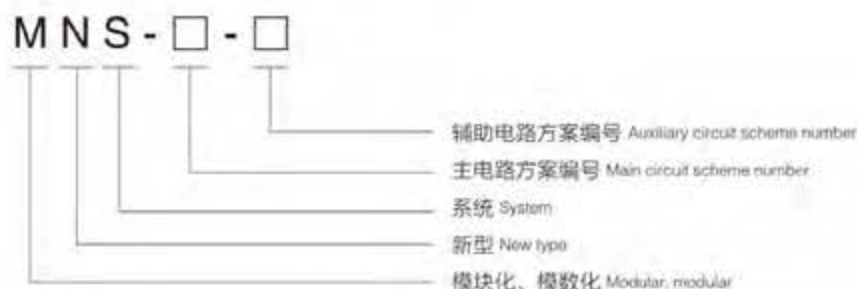 MNS-□-□
辅助电路方案编号 Auxiliary circuit scheme number
主电路方案编号 Main circuit scheme number
系统 System
新型 New type
模块化、模数化 Modular, modular